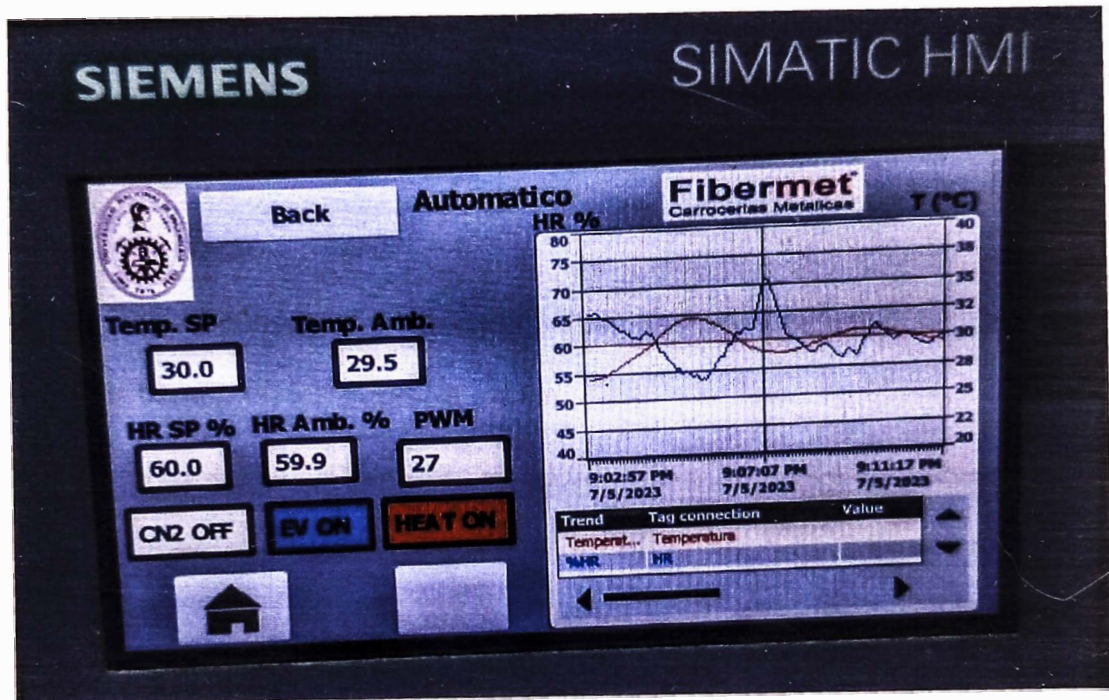 SIEMENS
SIMATIC HMI
Back
Automatico
Fibermet
Carrocerias Metalicas
Temp. SP
Temp. Amb.
30.0
29.5
HR SP %
HR Amb. %
PWM
60.0
59.9
27
CN2 OFF
EV ON
HEAT ON
HR %
T (°C)
80
75
70
65
60
55
50
45
40
40
38
35
32
30
28
25
22
20
9:02:57 PM
7/5/2023
9:07:07 PM
7/5/2023
9:11:17 PM
7/5/2023
Trend Tag connection Value
Temperat... Temperatura
%HR HR